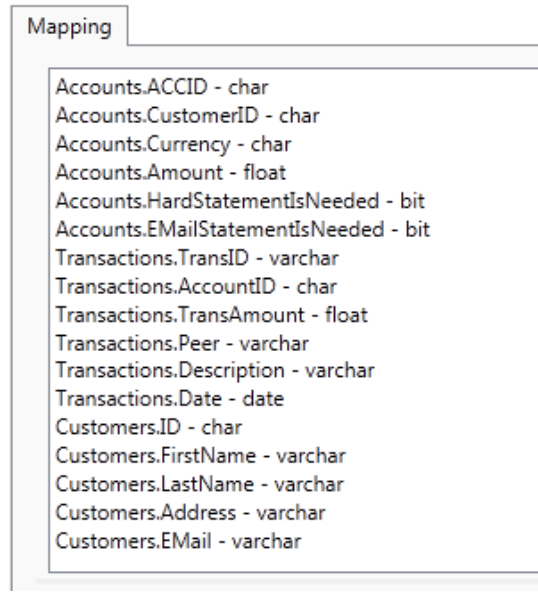 Mapping
Accounts.ACCID - char
Accounts.CustomerID - char
Accounts.Currency - char
Accounts.Amount - float
Accounts.HardStatementIsNeeded - bit
Accounts.EMailStatementIsNeeded - bit
Transactions.TransID - varchar
Transactions.AccountID - char
Transactions.TransAmount - float
Transactions.Peer - varchar
Transactions.Description - varchar
Transactions.Date - date
Customers.ID - char
Customers.FirstName - varchar
Customers.LastName - varchar
Customers.Address - varchar
Customers.EMail - varchar